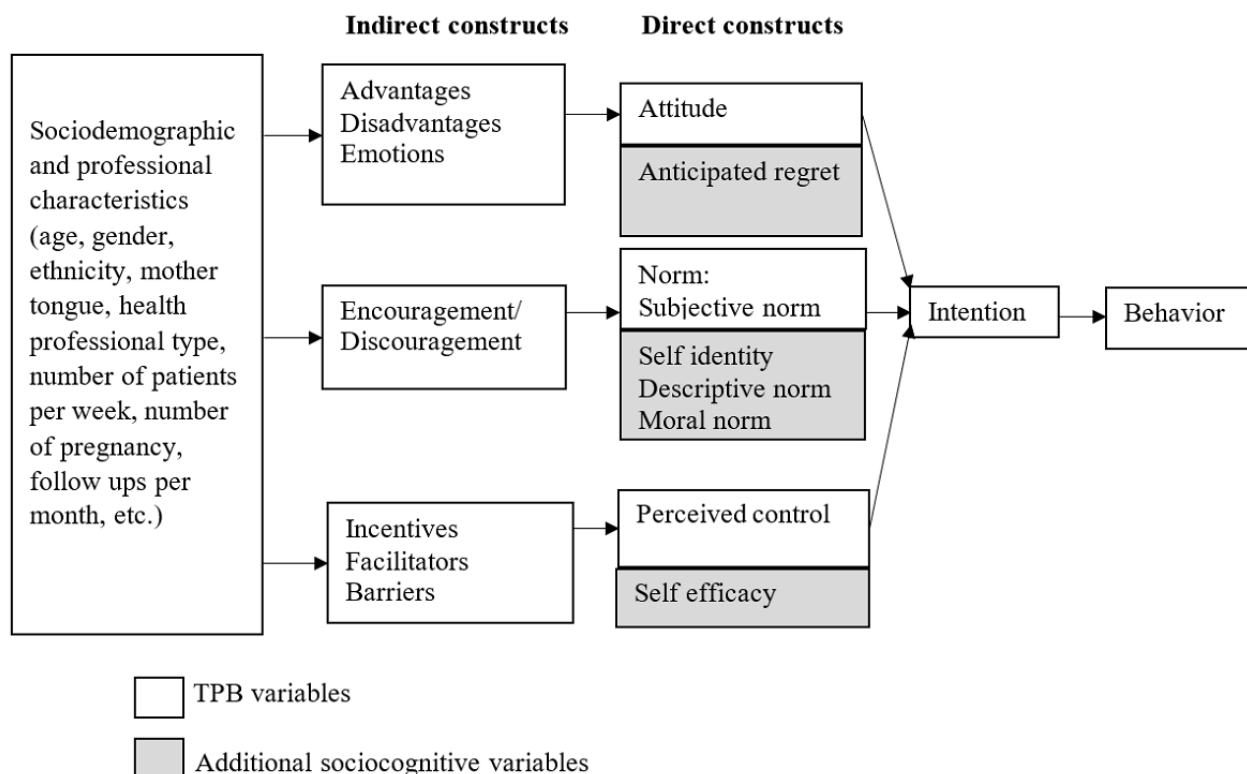 Indirect constructs
Direct constructs
Sociodemographic
and professional
characteristics
(age, gender,
ethnicity, mother
tongue, health
professional type,
number of patients
per week, number
of pregnancy,
follow ups per
month, etc.)
Advantages
Disadvantages
Emotions
Attitude
Anticipated regret
Encouragement/
Discouragement
Norm:
Subjective norm
Self identity
Descriptive norm
Moral norm
Incentives
Facilitators
Barriers
Perceived control
Self efficacy
Intention
Behavior
TPB variables
Additional sociocognitive variables